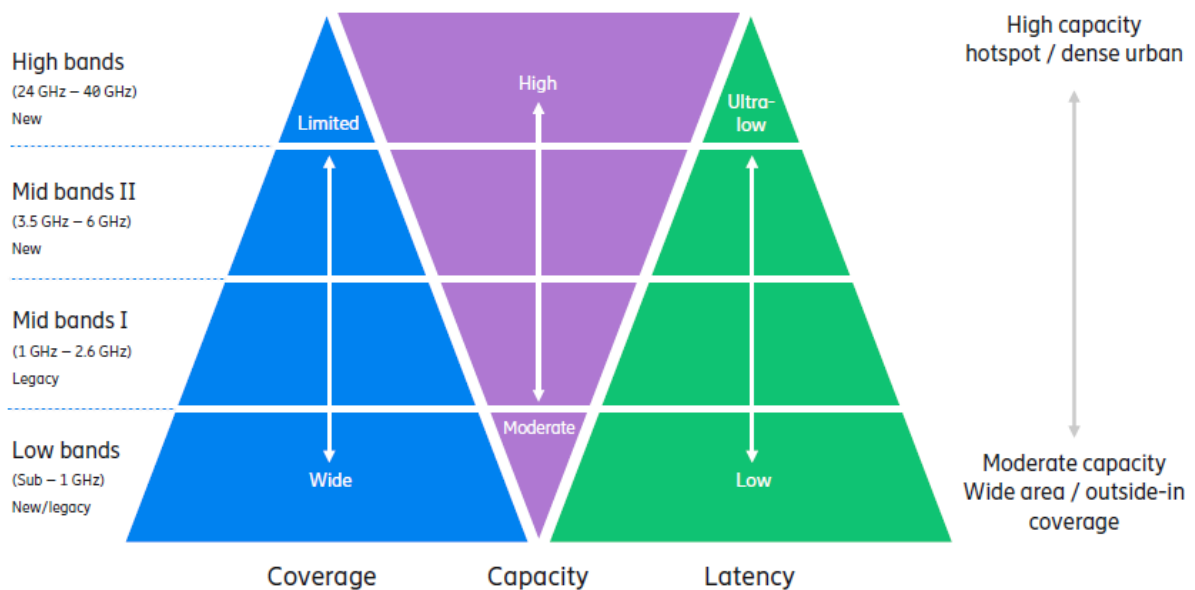 High bands
(24 GHz – 40 GHz)
New
Mid bands II
(3.5 GHz – 6 GHz)
New
Mid bands I
(1 GHz – 2.6 GHz)
Legacy
Low bands
(Sub – 1 GHz)
New/legacy
Limited
Wide
Coverage
High
Moderate
Capacity
Ultra-
low
Low
Latency
High capacity
hotspot / dense urban
Moderate capacity
Wide area / outside-in
coverage